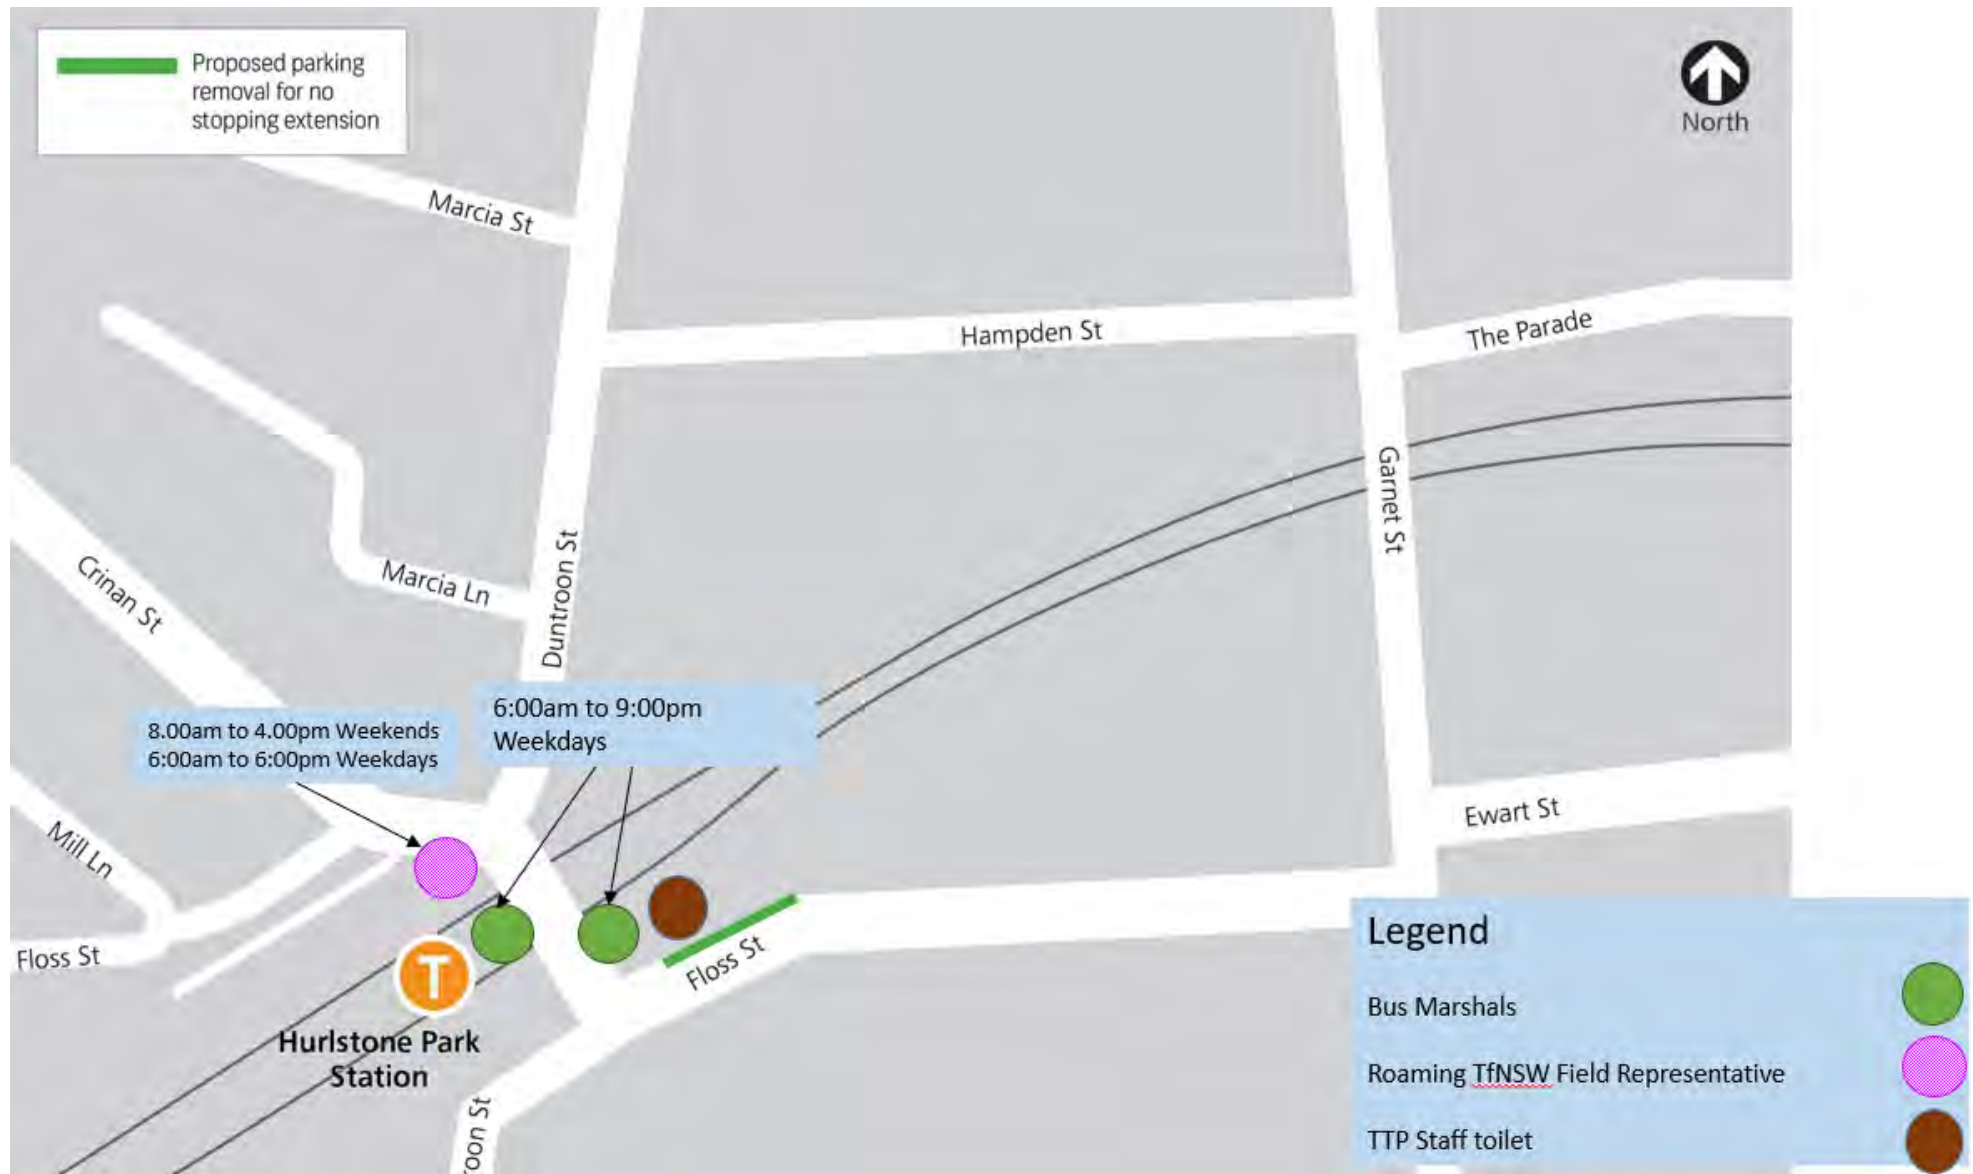 Proposed parking
removal for no
stopping extension
North
Marcia St
Hampden St
The Parade
Garnet St
Duntroon St
Marcia Ln
Crinan St
6:00am to 9:00pm
Weekdays
8.00am to 4.00pm Weekends
6:00am to 6:00pm Weekdays
Ewart St
Mill Ln
Floss St
Floss St
T
Hurlstone Park
Station
roon St
Legend
Bus Marshals
Roaming TfNSW Field Representative
TTP Staff toilet